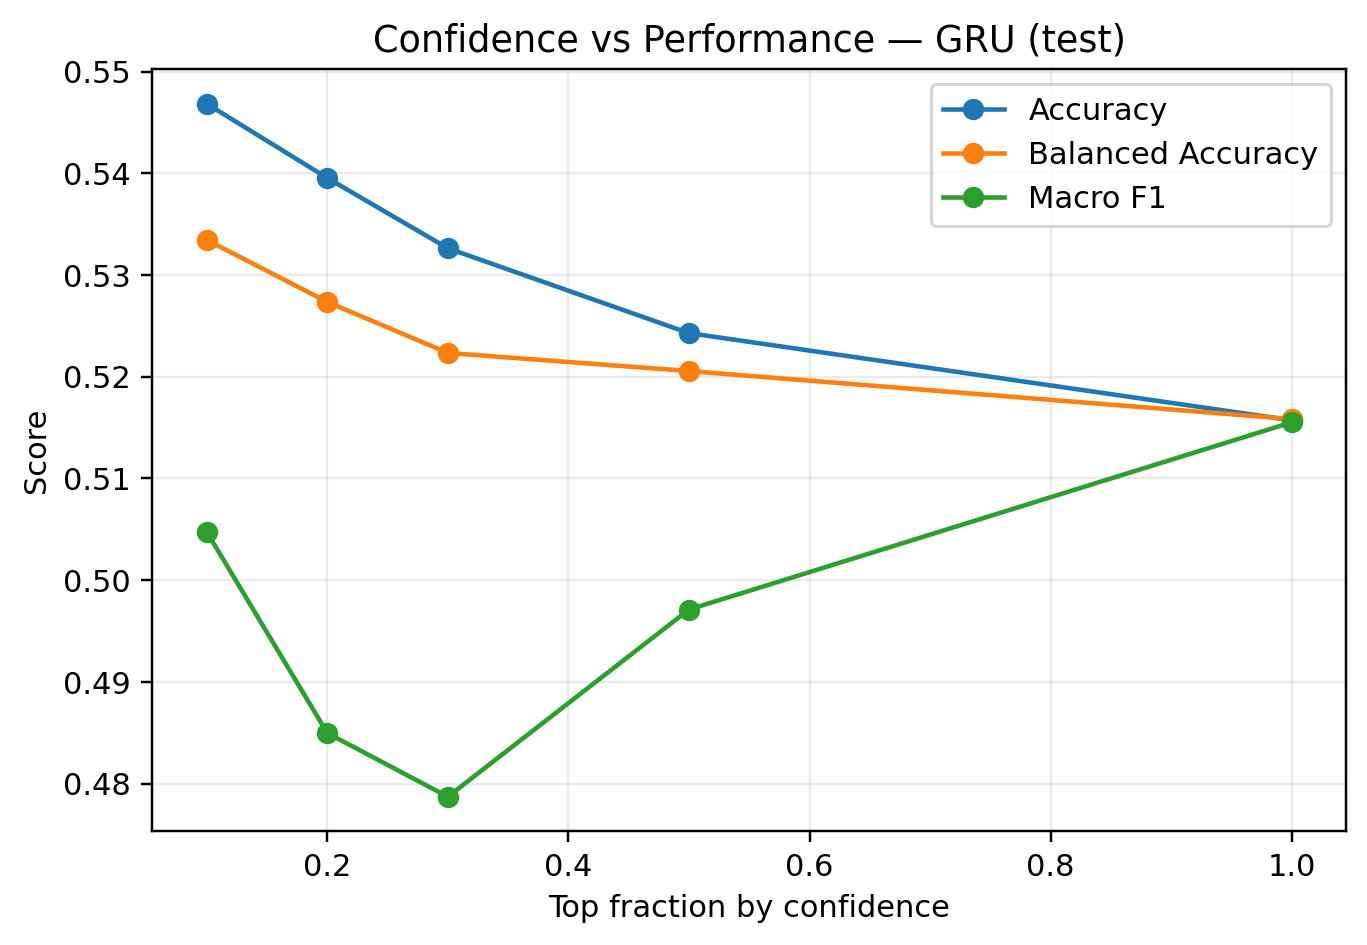 Confidence vs Performance — GRU (test)
0.55
0.54
0.53
0.52
0.51
0.50
0.49
0.48
Score
Accuracy
Balanced Accuracy
Macro F1
0.2
0.4
0.6
0.8
1.0
Top fraction by confidence